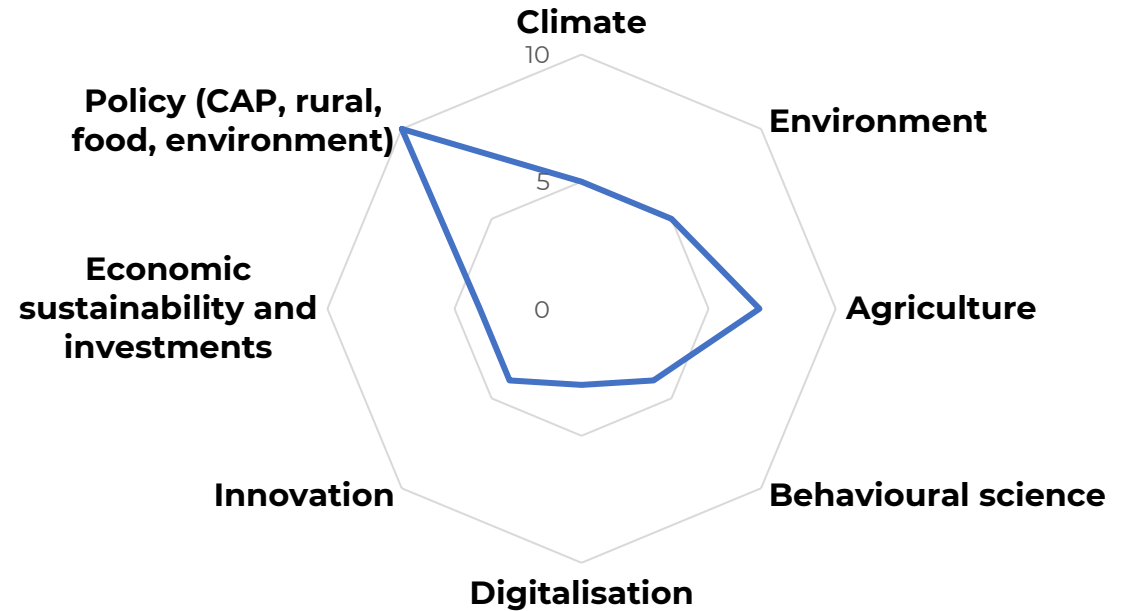 Climate
10
Policy (CAP, rural,
food, environment)
Environment
5
Economic
sustainability and
investments
0
Agriculture
Innovation
Behavioural science
Digitalisation